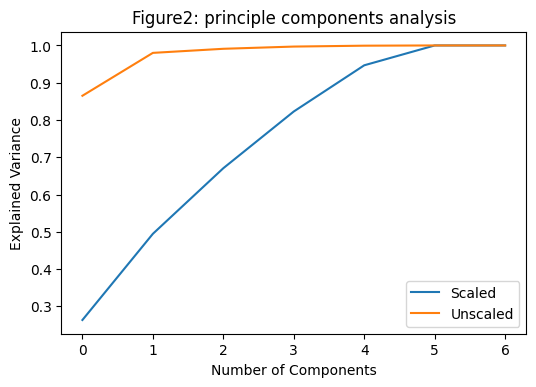 Figure2: principle components analysis
1.0
0.9
0.8
0.7
0.6
0.5
0.4
0.3
Explained Variance
0 1 2 3 4 5 6
Number of Components
Scaled
Unscaled